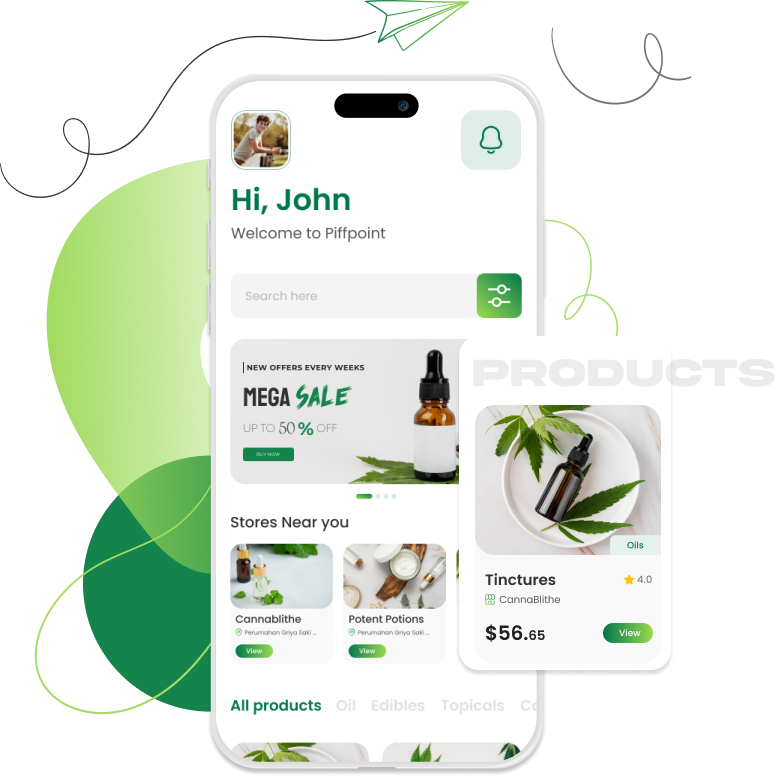 Hi, John
Welcome to Piffpoint
Search here
NEW OFFERS EVERY WEEKS
MEGA SALE
UP TO 50% OFF
BUY NOW
PRODUCTS
Oils
Tinctures
4.0
CannaBlithe
$56.65
View
Stores Near you
Cannablithe
Perumahan Griya Saki ...
View
Potent Potions
Perumahan Griya Saki ...
View
All products Oil Edibles Topicals